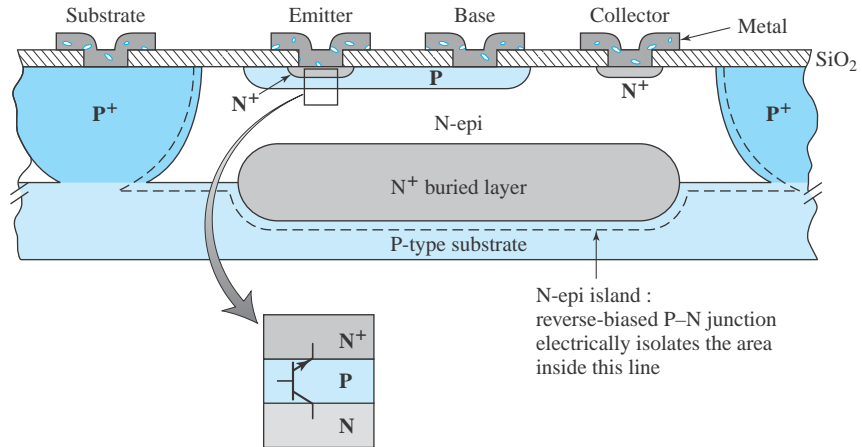 Substrate
Emitter
Base
Collector
Metal
SiO₂
P⁺
N⁺
P
N⁺
P⁺
N-epi
N⁺ buried layer
P-type substrate
N-epi island :
reverse-biased P–N junction
electrically isolates the area
inside this line
N⁺
P
N